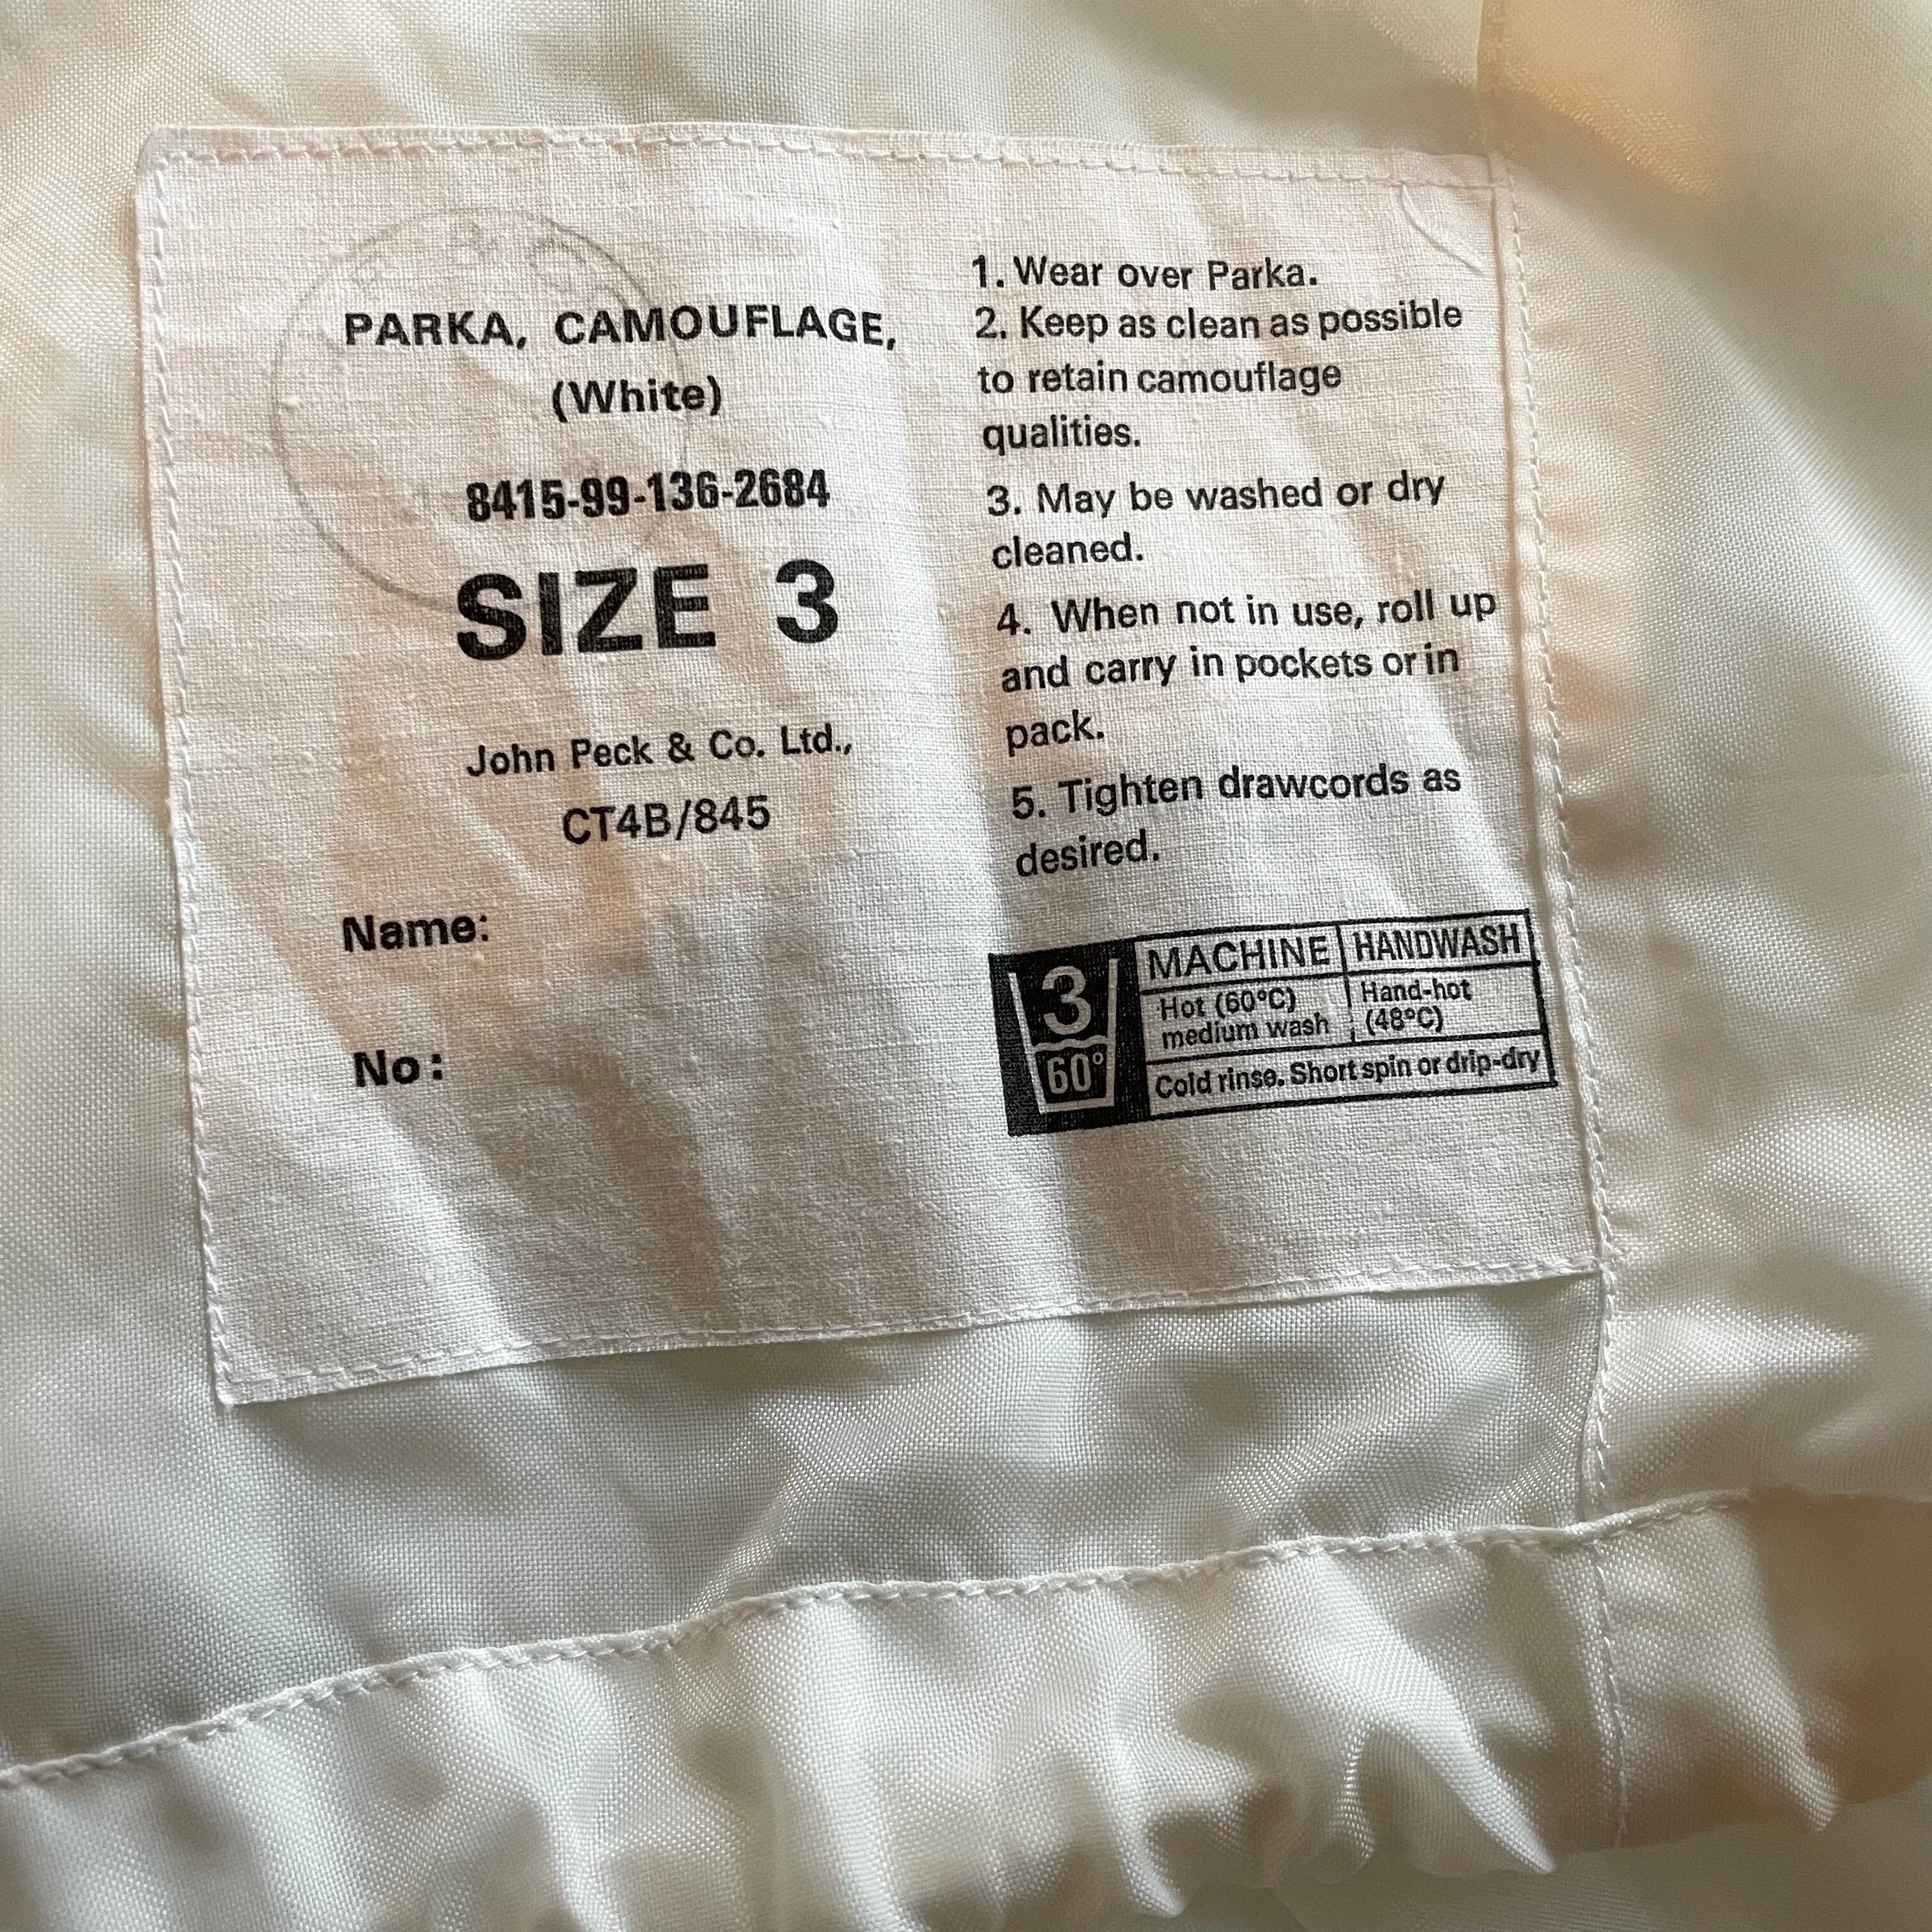 PARKA, CAMOUFLAGE,
(White)
8415-99-136-2684
SIZE 3
John Peck & Co. Ltd.,
CT4B/845
Name:
No:
1. Wear over Parka.
2. Keep as clean as possible
to retain camouflage
qualities.
3. May be washed or dry
cleaned.
4. When not in use, roll up
and carry in pockets or in
pack.
5. Tighten drawcords as
desired.
3
60°
MACHINE HANDWASH
Hot (60°C) Hand-hot
medium wash (48°C)
Cold rinse. Short spin or drip-dry